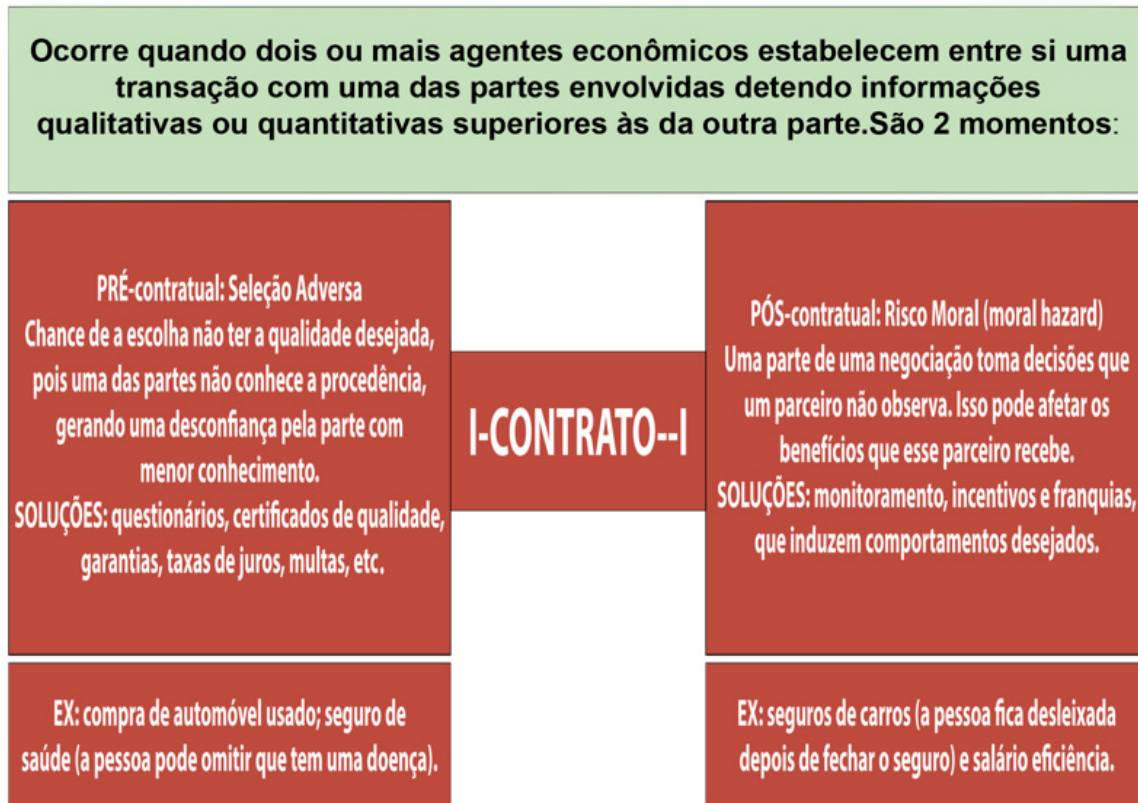 Ocorre quando dois ou mais agentes econômicos estabelecem entre si uma
transação com uma das partes envolvidas detendo informações
qualitativas ou quantitativas superiores às da outra parte.São 2 momentos:
PRÉ-contratual: Seleção Adversa
Chance de a escolha não ter a qualidade desejada,
pois uma das partes não conhece a procedência,
gerando uma desconfiança pela parte com
menor conhecimento.
SOLUÇÕES: questionários, certificados de qualidade,
garantias, taxas de juros, multas, etc.
I-CONTRATO--I
PÓS-contratual: Risco Moral (moral hazard)
Uma parte de uma negociação toma decisões que
um parceiro não observa. Isso pode afetar os
benefícios que esse parceiro recebe.
SOLUÇÕES: monitoramento, incentivos e franquias,
que induzem comportamentos desejados.
EX: compra de automóvel usado; seguro de
saúde (a pessoa pode omitir que tem uma doença).
EX: seguros de carros (a pessoa fica desleixada
depois de fechar o seguro) e salário eficiência.